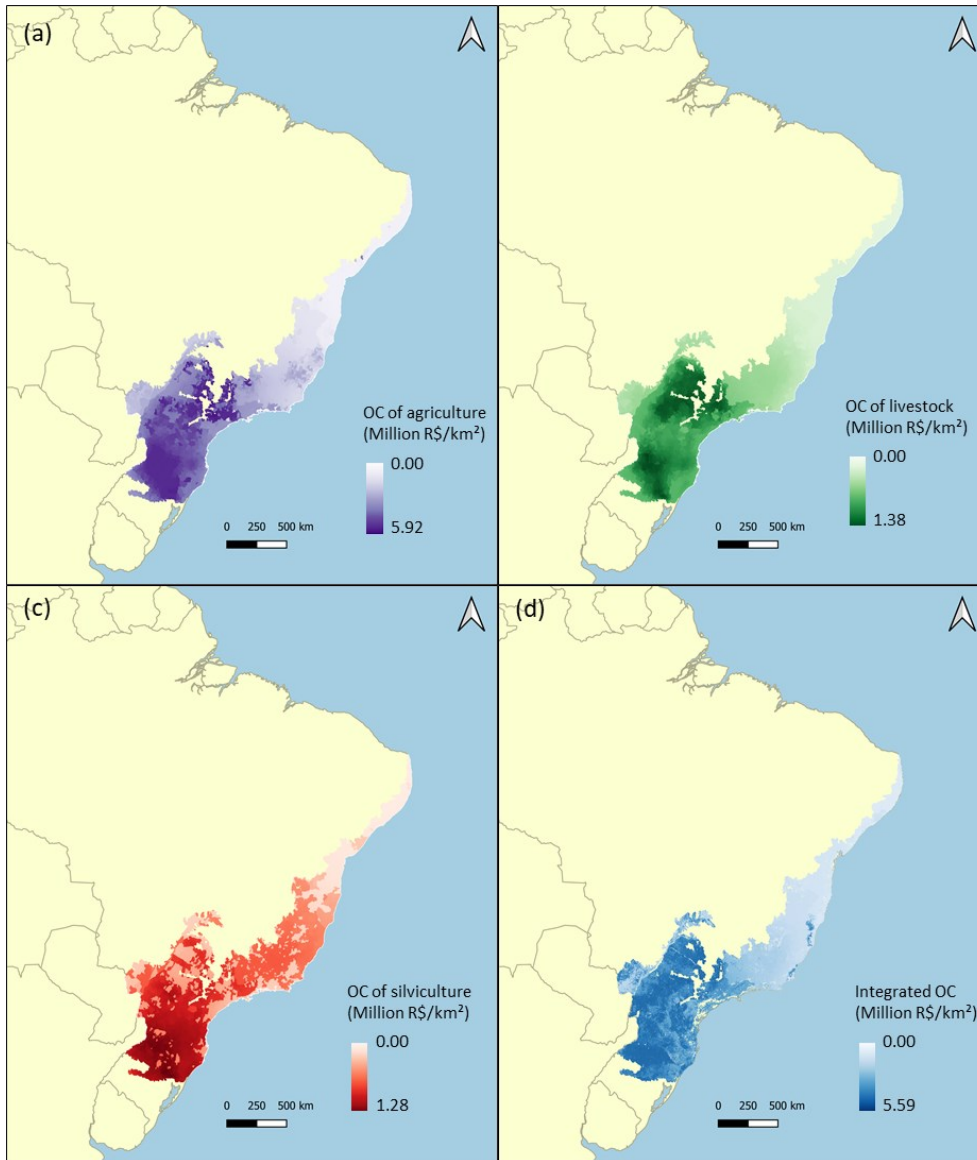 (a)
OC of agriculture
(Million R$/km²)
0.00
5.92
0 250 500 km
OC of livestock
(Million R$/km²)
0.00
1.38
0 250 500 km
(c)
OC of silviculture
(Million R$/km²)
0.00
1.28
0 250 500 km
(d)
Integrated OC
(Million R$/km²)
0.00
5.59
0 250 500 km